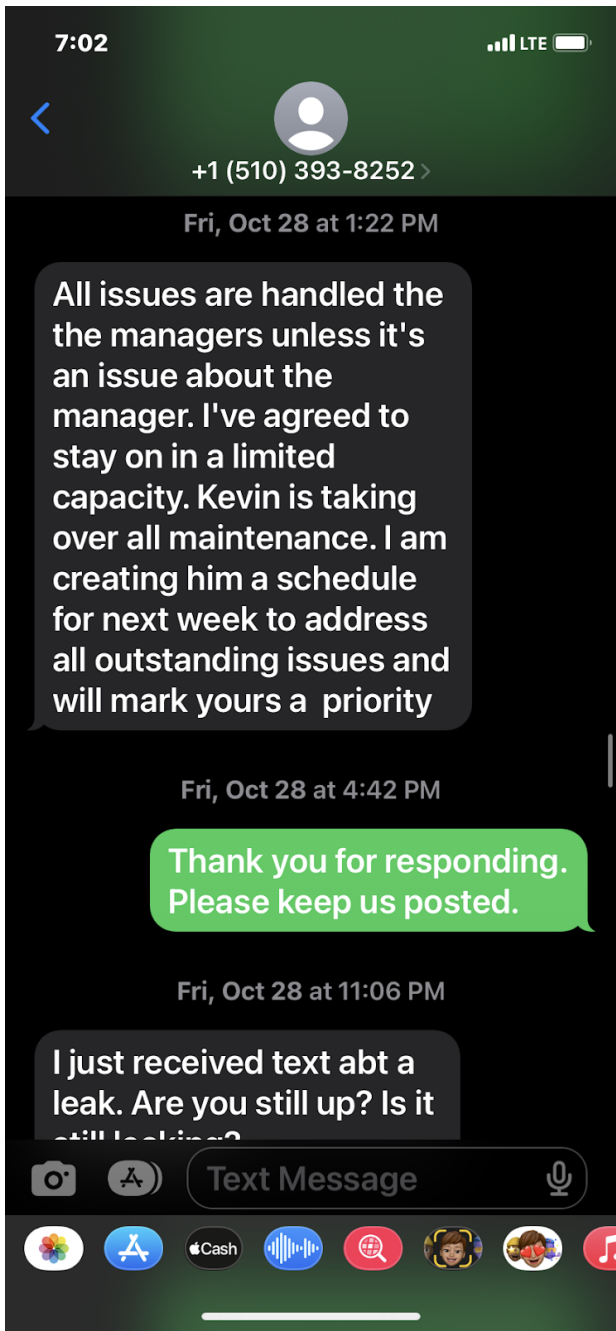 7:02
LTE
+1 (510) 393-8252
Fri, Oct 28 at 1:22 PM
All issues are handled the
the managers unless it's
an issue about the
manager. I've agreed to
stay on in a limited
capacity. Kevin is taking
over all maintenance. I am
creating him a schedule
for next week to address
all outstanding issues and
will mark yours a priority
Fri, Oct 28 at 4:42 PM
Thank you for responding.
Please keep us posted.
Fri, Oct 28 at 11:06 PM
I just received text abt a
leak. Are you still up? Is it
Text Message
Cash